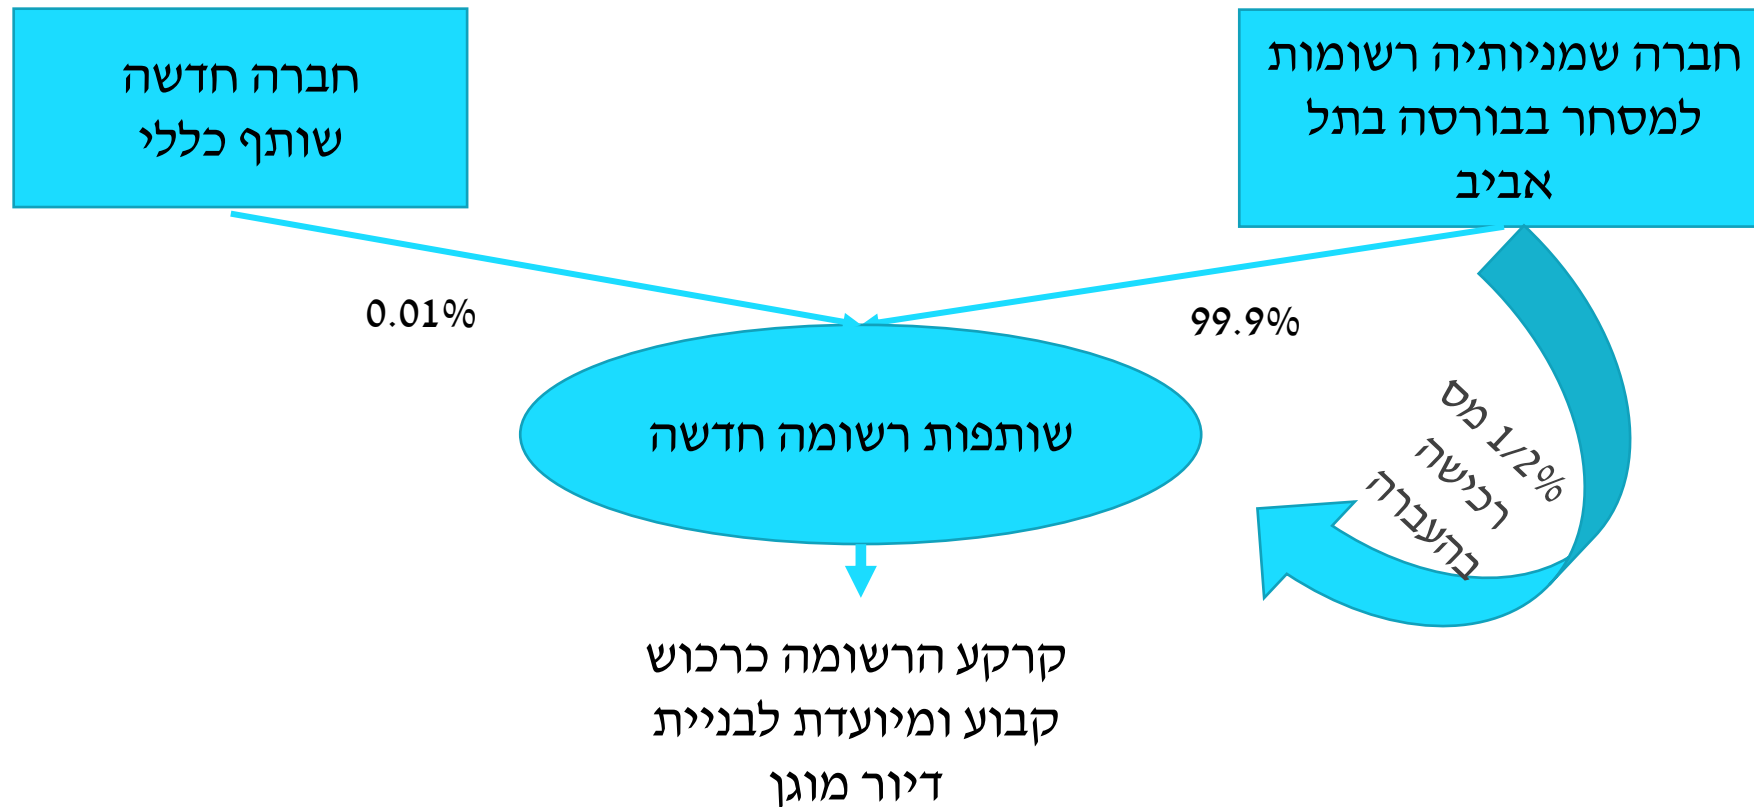 חברה שמניותיה רשומות
למסחר בבורסה בתל
אביב
חברה חדשה
שותף כללי
99.9%
0.01%
1/2% מס
רכישה
בהעברה
שותפות רשומה חדשה
קרקע הרשומה כרכוש
קבוע ומיועדת לבניית
דיור מוגן